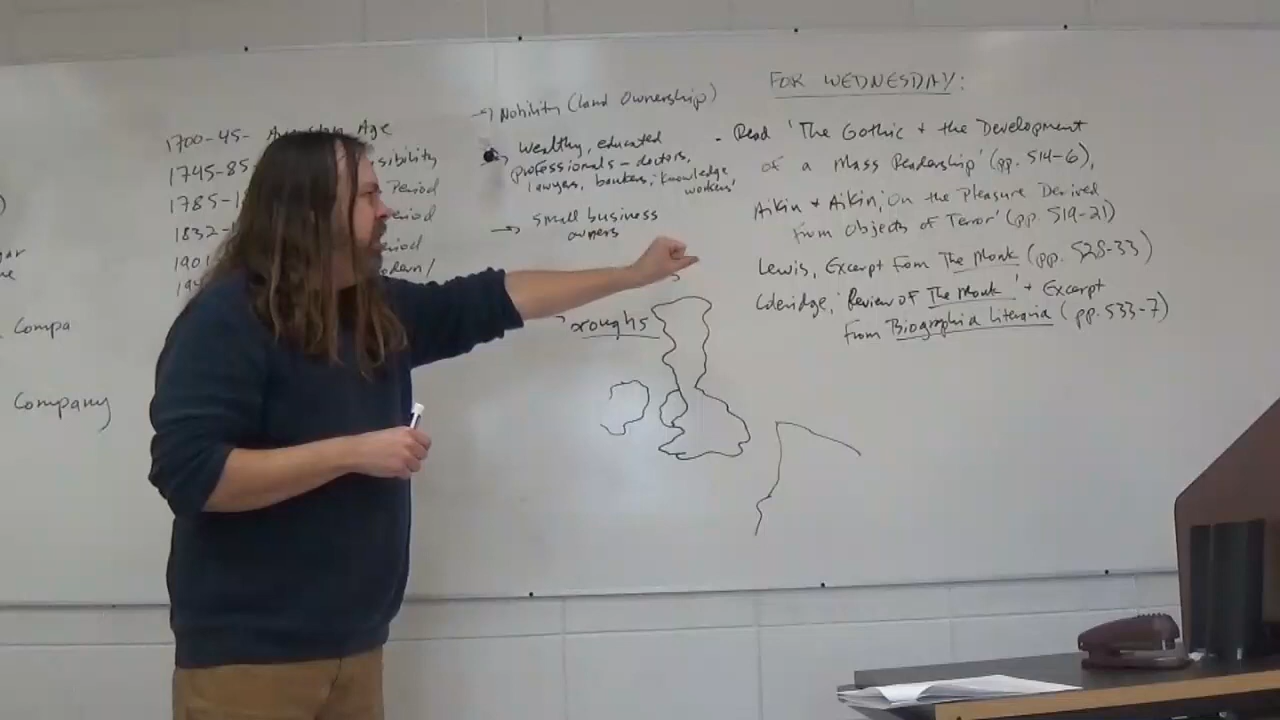 1700-45- Age
1745-85
1785-1 Period
1832-
1901
194
Compa
Company
→ Nobility (land ownership)
→ wealthy, educated
professionals - doctors,
lawyers, bankers, 'knowledge
workers'
→ small business
owners
oroughs
FOR WEDNESDAY:
- Read 'The Gothic + the Development
of a Mass Readership' (pp. 514-6),
Aikin + Aikin, 'On the Pleasure Derived
from Objects of Terror' (pp. 519-21)
Lewis, Excerpt from The Monk (pp. 528-33)
Coleridge, 'Review of The Monk' + Excerpt
from Biographia Literaria (pp. 533-7)